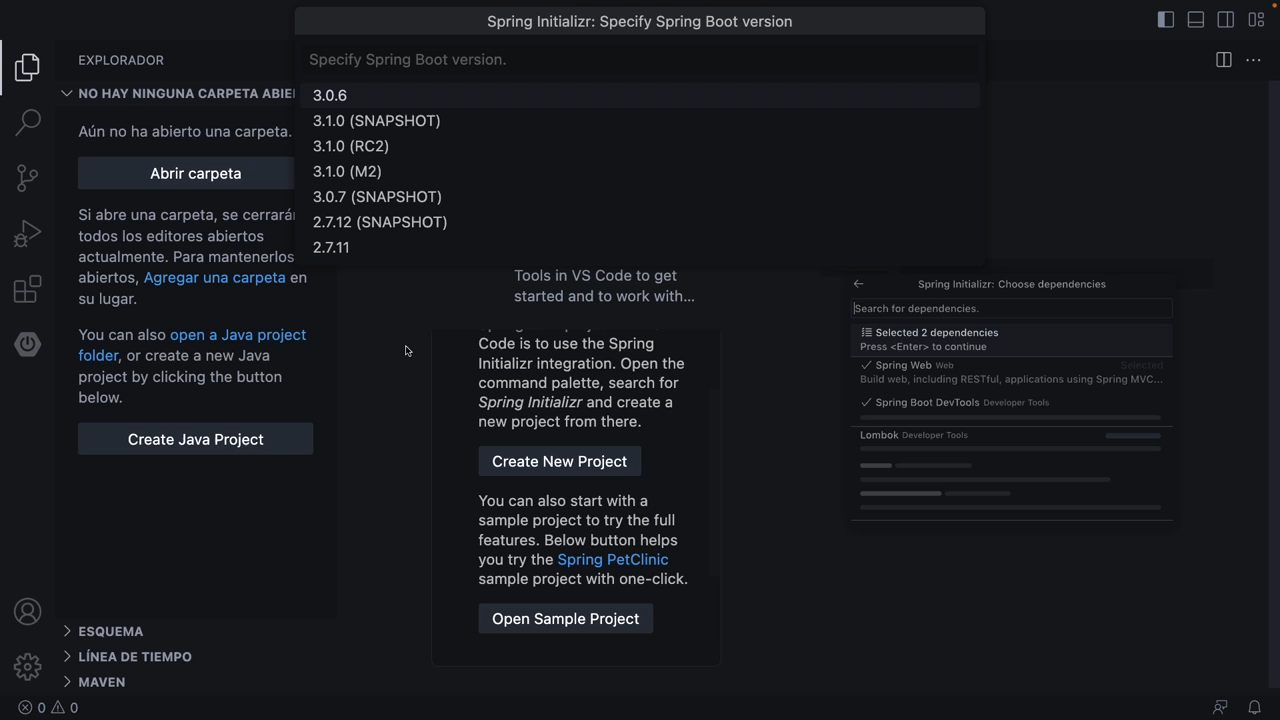 Spring Initializr: Specify Spring Boot version
Specify Spring Boot version.
3.0.6
3.1.0 (SNAPSHOT)
3.1.0 (RC2)
3.1.0 (M2)
3.0.7 (SNAPSHOT)
2.7.12 (SNAPSHOT)
2.7.11
EXPLORADOR
NO HAY NINGUNA CARPETA
Aún no ha abierto una carpeta.
Abrir carpeta
Si abre una carpeta, se cerrará
todos los editores abiertos
actualmente. Para mantenerlos
abiertos, Agregar una carpeta en
su lugar.
You can also open a Java project
folder, or create a new Java
project by clicking the button
below.
Create Java Project
ESQUEMA
LÍNEA DE TIEMPO
MAVEN
0 0
Tools in VS Code to get
started and to work with...
Code is to use the Spring
Initializr integration. Open the
command palette, search for
Spring Initializr and create a
new project from there.
Create New Project
You can also start with a
sample project to try the full
features. Below button helps
you try the Spring PetClinic
sample project with one-click.
Open Sample Project
Spring Initializr: Choose dependencies
Search for dependencies.
Selected 2 dependencies
Press <Enter> to continue
Spring Web Web Selected
Build web, including RESTful, applications using Spring MVC...
Spring Boot DevTools Developer Tools
Lombok Developer Tools